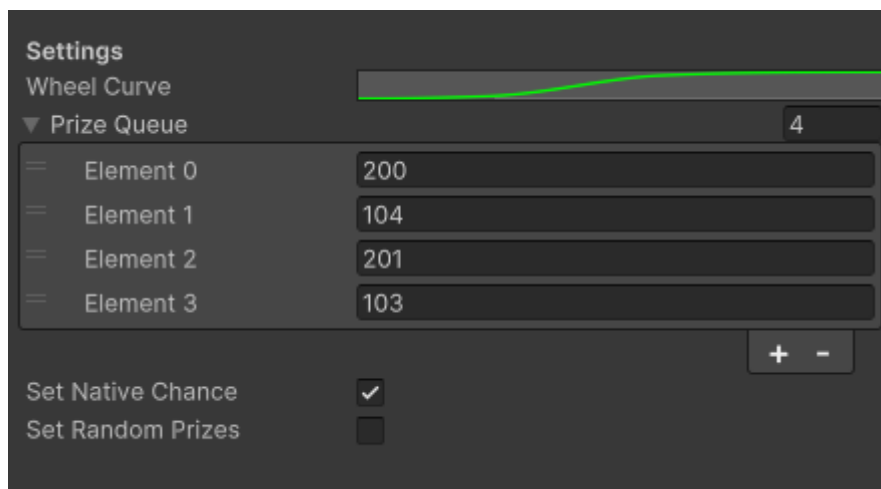 Settings
Wheel Curve
Prize Queue 4
Element 0 200
Element 1 104
Element 2 201
Element 3 103
+ -
Set Native Chance
Set Random Prizes